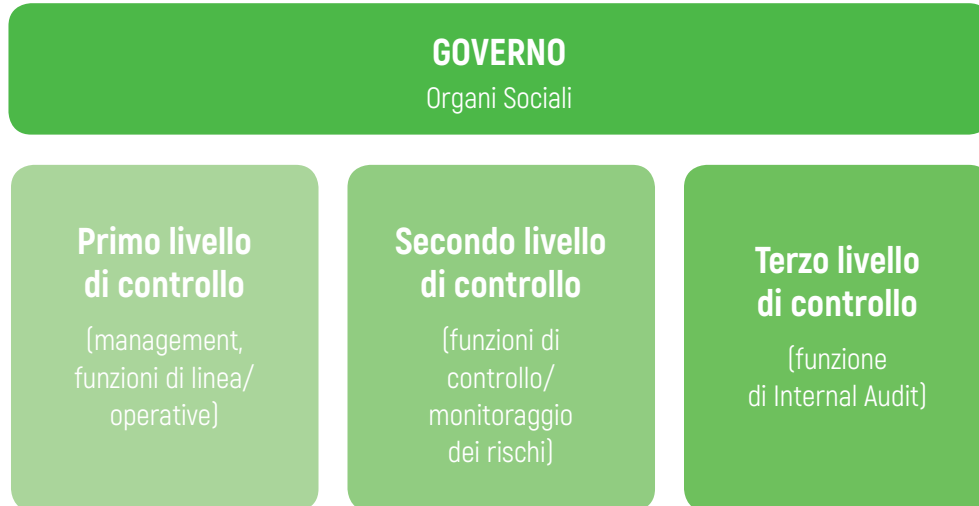 GOVERNO
Organi Sociali
Primo livello
di controllo
(management,
funzioni di linea/
operative)
Secondo livello
di controllo
(funzioni di
controllo/
monitoraggio
dei rischi)
Terzo livello
di controllo
(funzione
di Internal Audit)